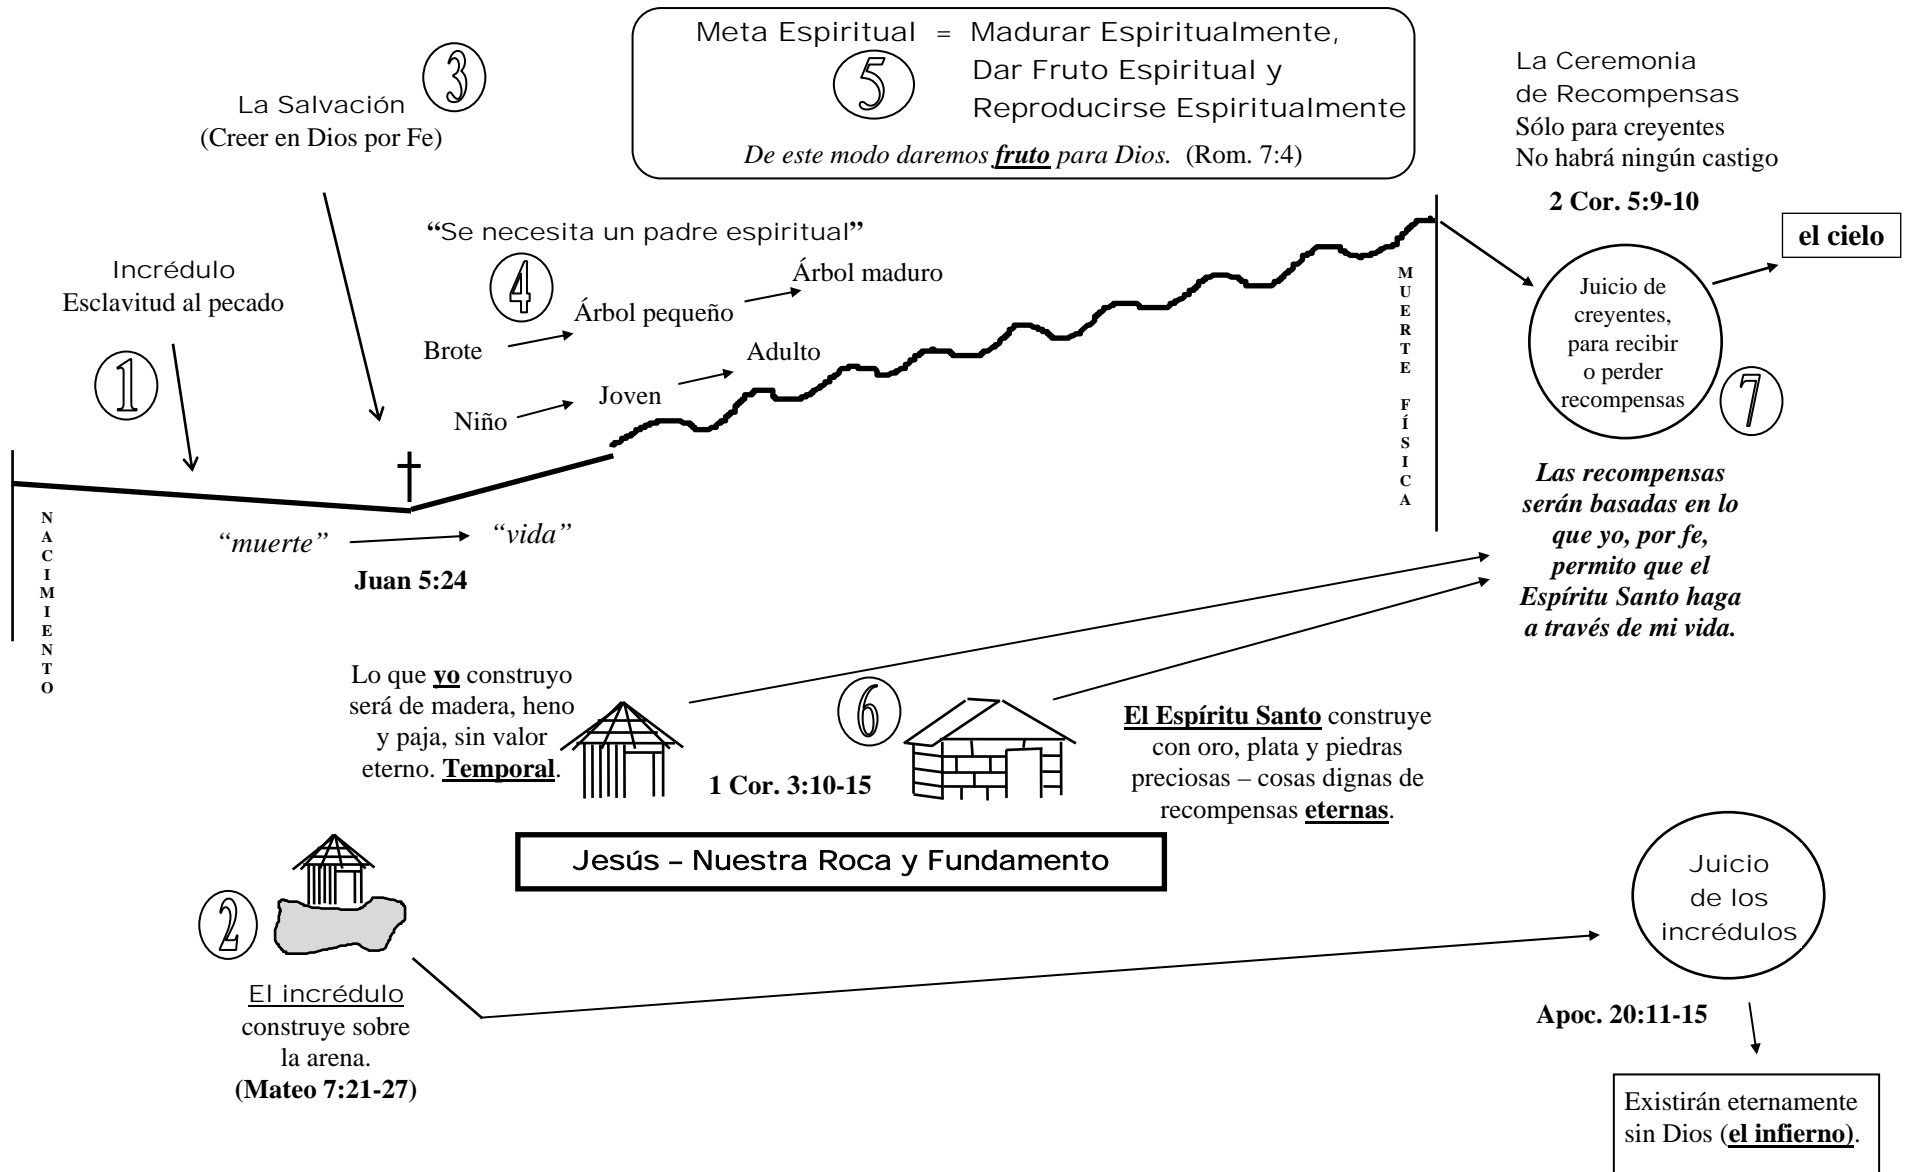 Meta Espiritual = Madurar Espiritualmente,
5
Dar Fruto Espiritual y
Reproducirse Espiritualmente
De este modo daremos fruto para Dios. (Rom. 7:4)
3
La Salvación
(Creer en Dios por Fe)
La Ceremonia
de Recompensas
Sólo para creyentes
No habrá ningún castigo
2 Cor. 5:9-10
el cielo
Incrédulo
Esclavitud al pecado
1
“Se necesita un padre espiritual”
4
Brote
Árbol pequeño
Árbol maduro
Niño
Joven
Adulto
MUERTE FÍSICA
Juicio de
creyentes,
para recibir
o perder
recompensas
7
NACIMIENTO
“muerte”
“vida”
Juan 5:24
Las recompensas
serán basadas en lo
que yo, por fe,
permito que el
Espíritu Santo haga
a través de mi vida.
Lo que yo construyo
será de madera, heno
y paja, sin valor
eterno. Temporal.
6
1 Cor. 3:10-15
El Espíritu Santo construye
con oro, plata y piedras
preciosas – cosas dignas de
recompensas eternas.
Jesús – Nuestra Roca y Fundamento
2
El incrédulo
construye sobre
la arena.
(Mateo 7:21-27)
Juicio
de los
incrédulos
Apoc. 20:11-15
Existirán eternamente
sin Dios (el infierno).